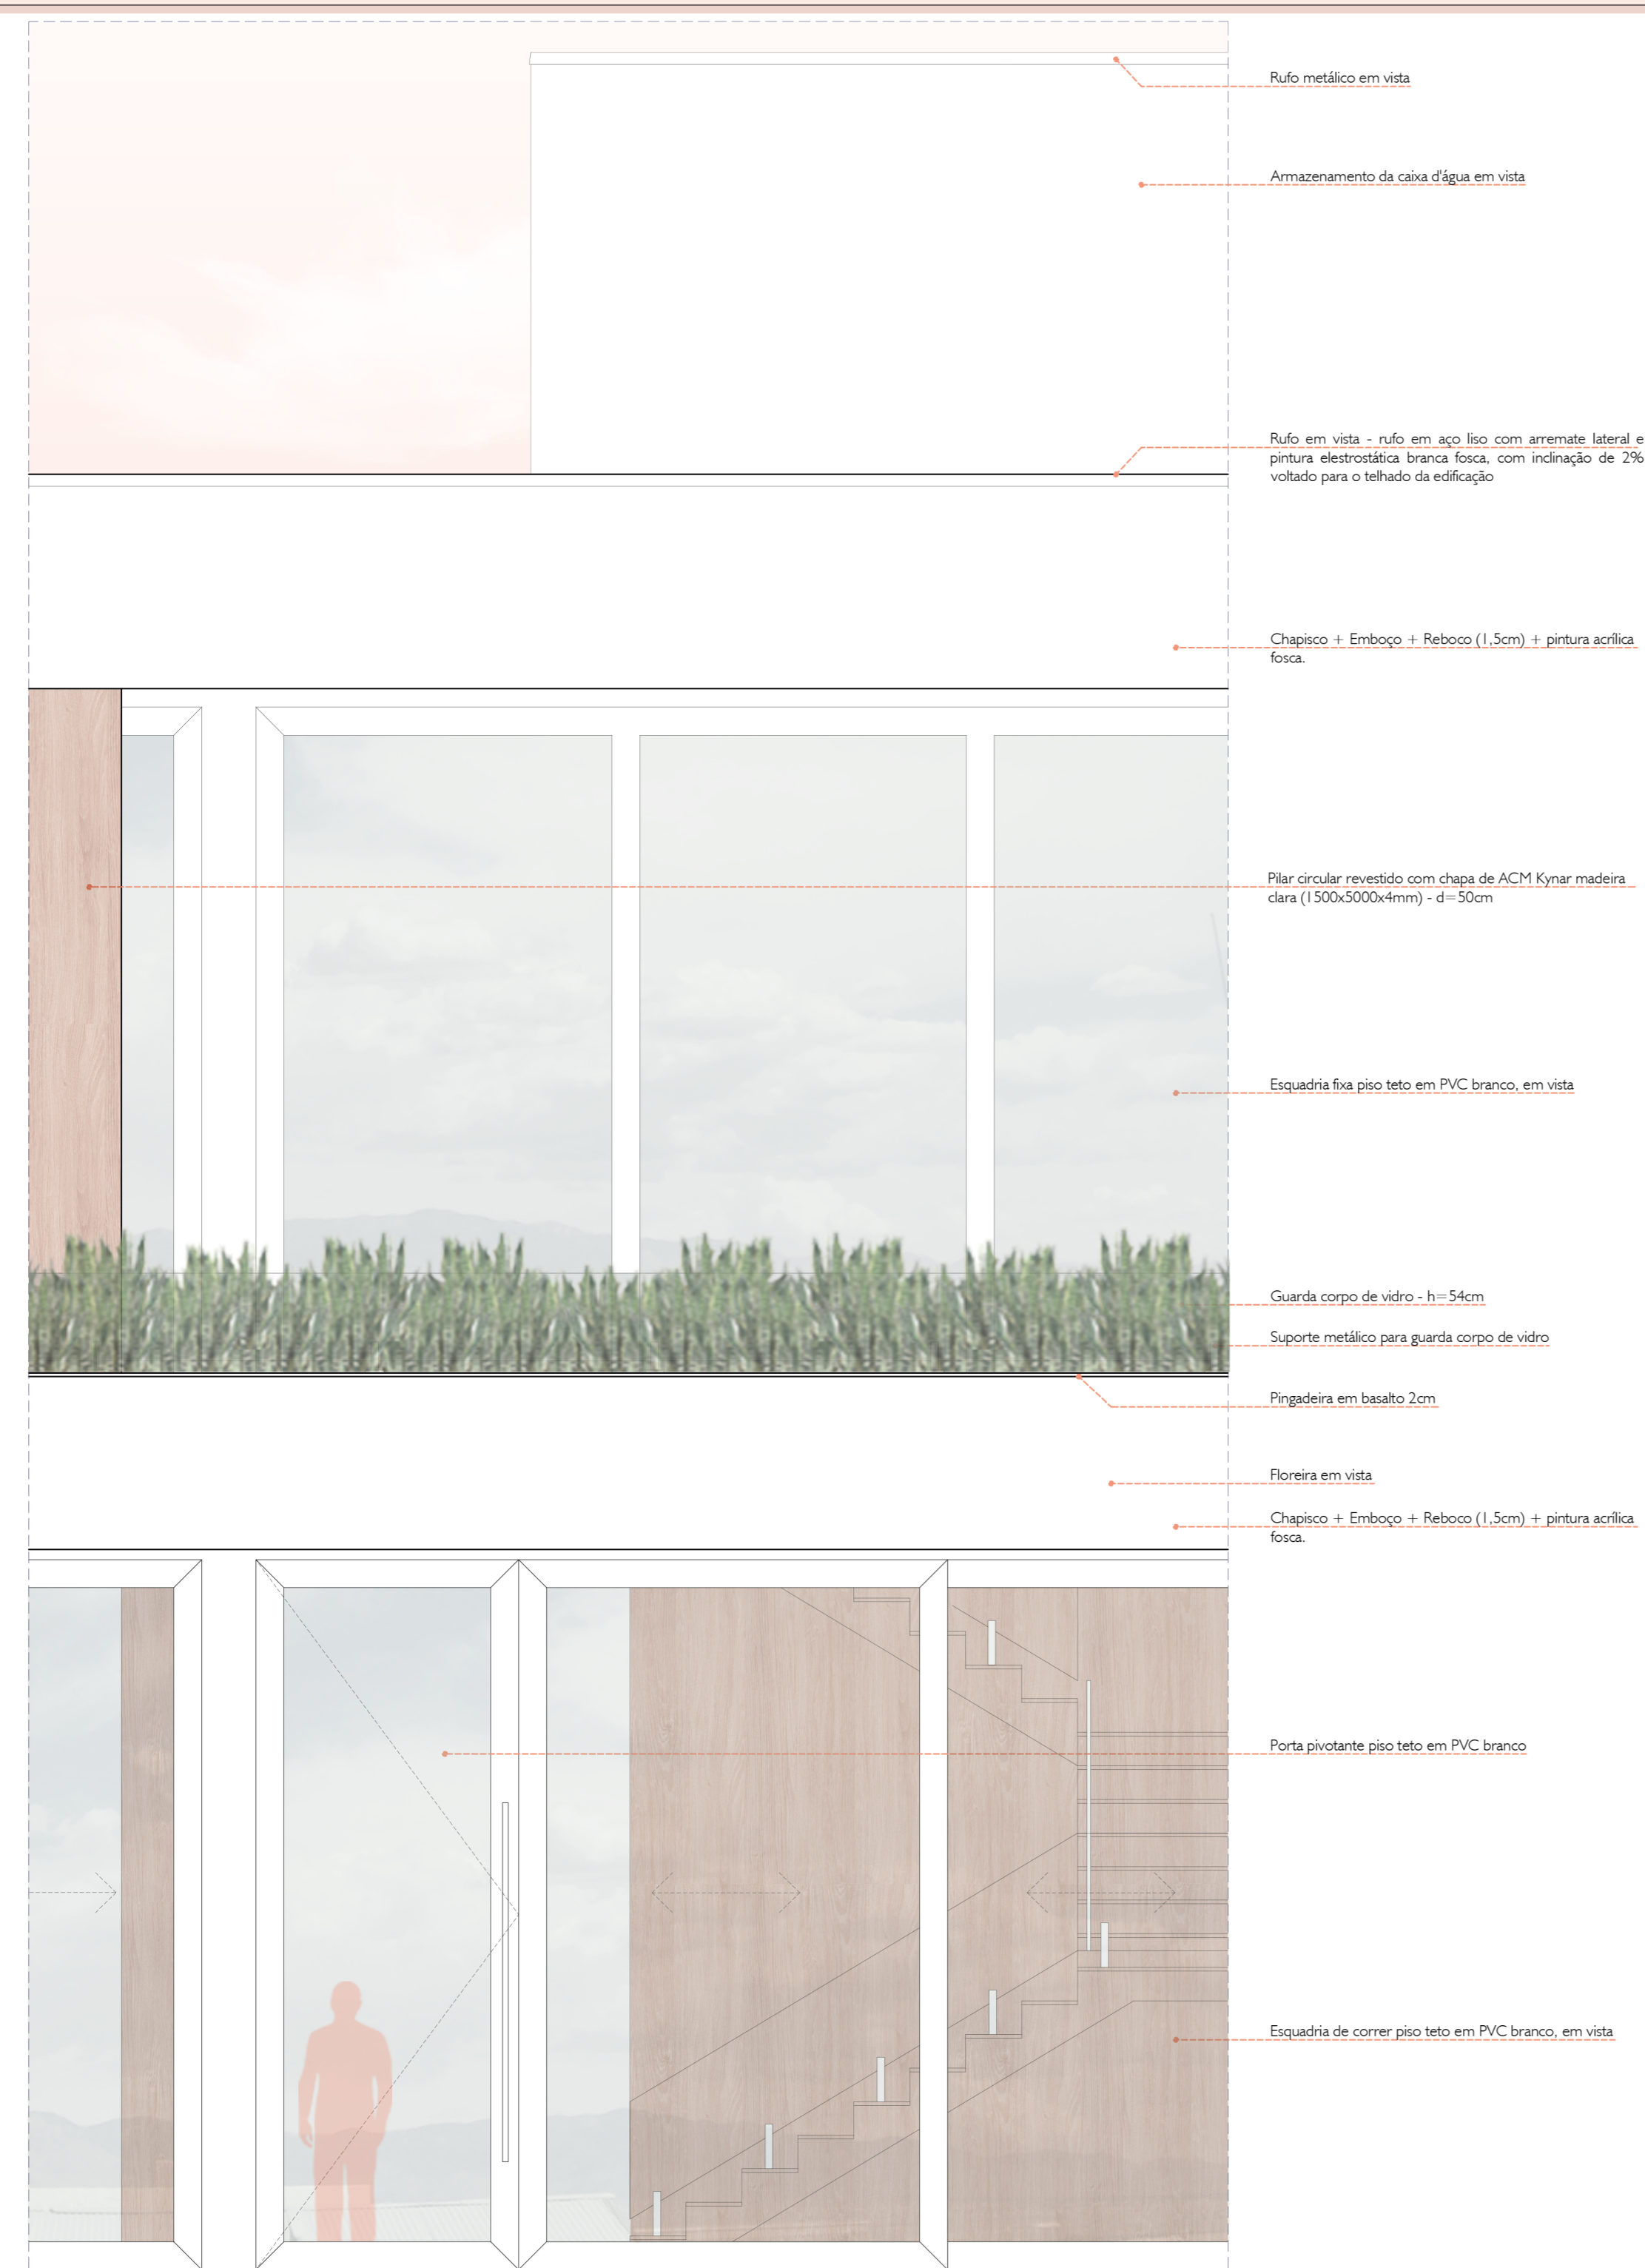 Rufo metálico em vista
Armazenamento da caixa d'água em vista
Rufo em vista - rufo em aço liso com arremate lateral e
pintura elestrostática branca fosca, com inclinação de 2%
voltado para o telhado da edificação
Chapisco + Emboço + Reboco (1,5cm) + pintura acrílica
fosca.
Pilar circular revestido com chapa de ACM Kynar madeira
clara (1500x5000x4mm) - d=50cm
Esquadria fixa piso teto em PVC branco, em vista
Guarda corpo de vidro - h=54cm
Suporte metálico para guarda corpo de vidro
Pingadeira em basalto 2cm
Floreira em vista
Chapisco + Emboço + Reboco (1,5cm) + pintura acrílica
fosca.
Porta pivotante piso teto em PVC branco
Esquadria de correr piso teto em PVC branco, em vista